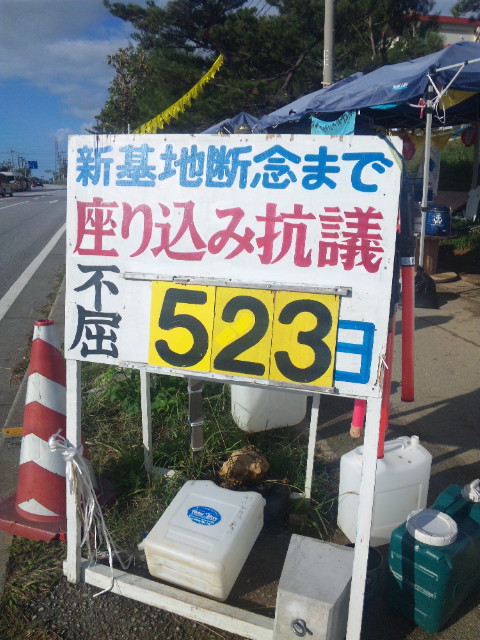 新基地断念まで
座り込み抗議
不屈
523日